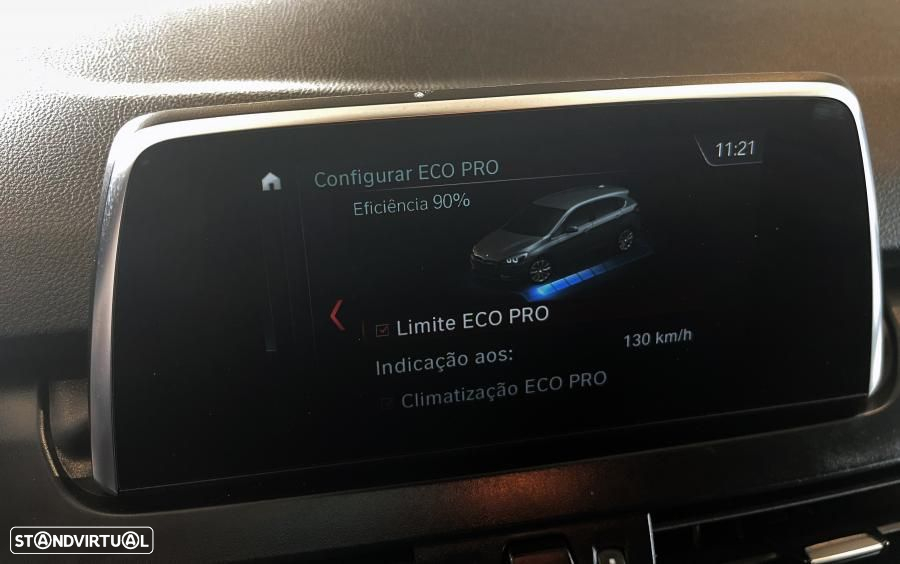 11:21
Configurar ECO PRO
Eficiência 90%
Limite ECO PRO
Indicação aos: 130 km/h
Climatização ECO PRO
STANDVIRTUAL